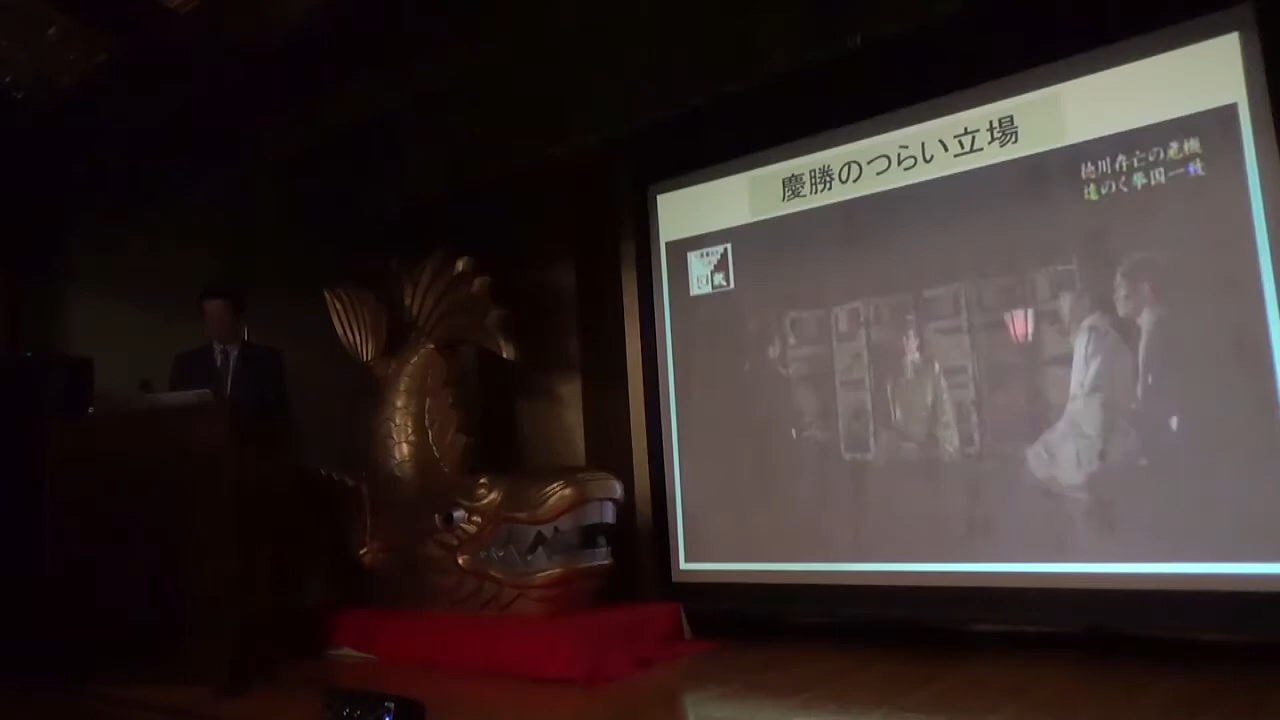 慶勝のつらい立場
徳川存亡の危機
遠のく挙国一致